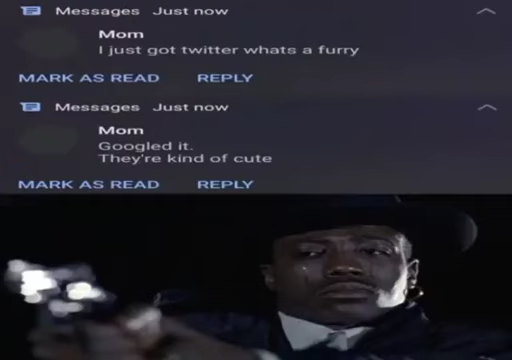 Messages Just now
Mom
I just got twitter whats a furry
MARK AS READ REPLY
Messages Just now
Mom
Googled it.
They're kind of cute
MARK AS READ REPLY